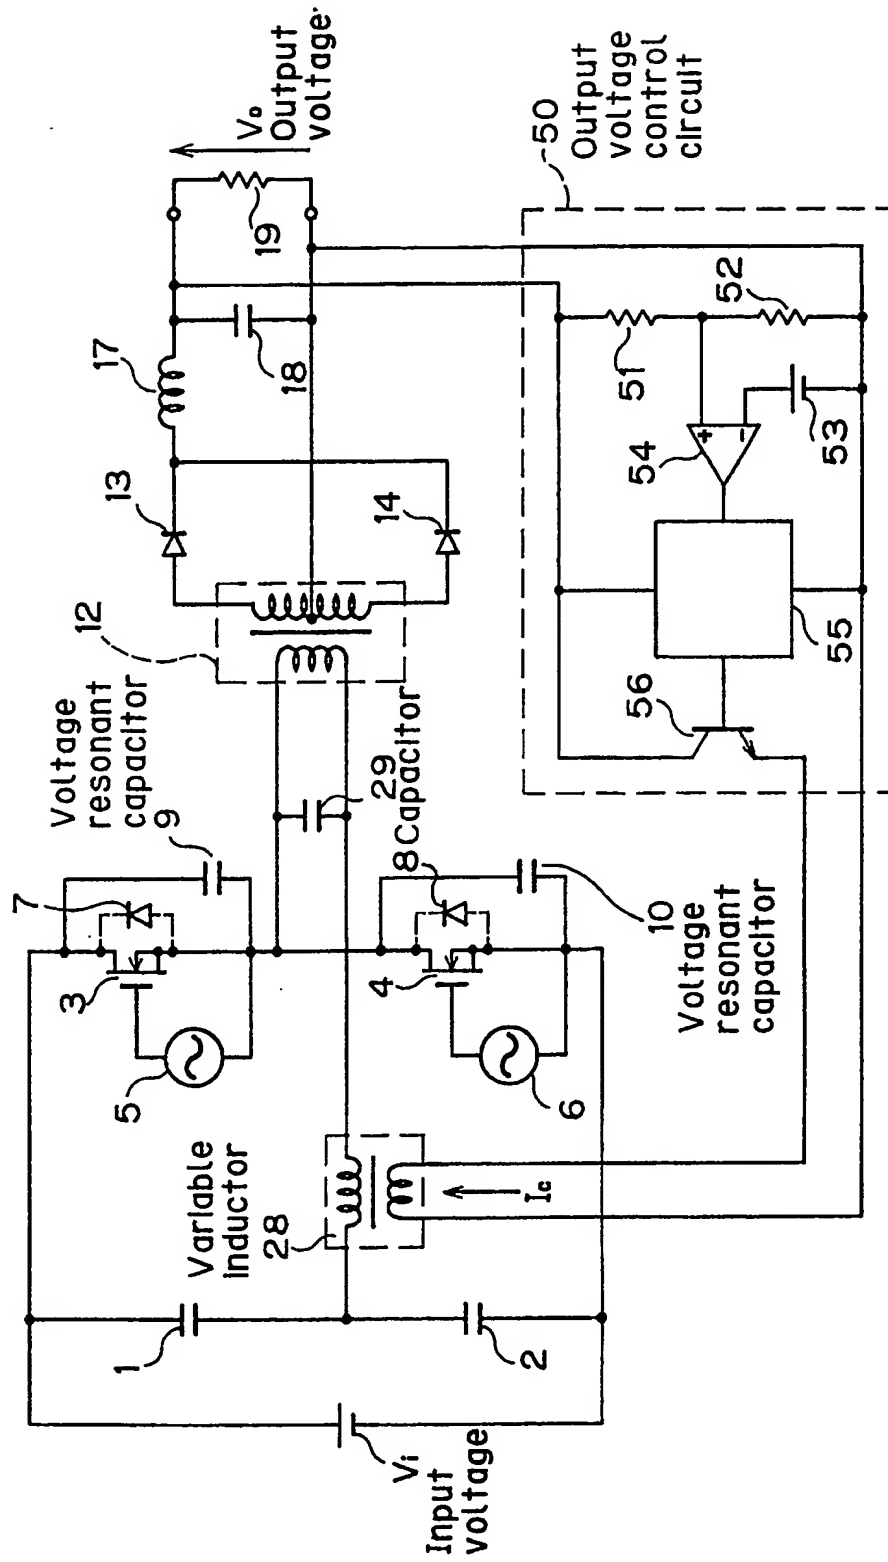 Vi
Input
voltage
1
2
Variable
inductor
28
Ic
3
4
5
6
7
8
Voltage
resonant
capacitor
9
10
Voltage
resonant
capacitor
29
Capacitor
12
13
14
17
18
19
Vo
Output
voltage
50
Output
voltage
control
circuit
51
52
53
54
+
−
55
56